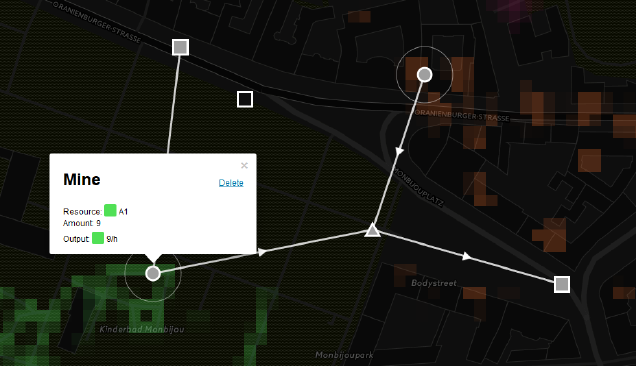 ORANIENBURGER-STRASSE
ORANIENBURGER-STRASSE
MONBIJOUPLATZ
×
Mine
Delete
Resource: A1
Amount: 9
Output: 9/h
Bodystreet
Kinderbad Monbijou
Monbijoupark